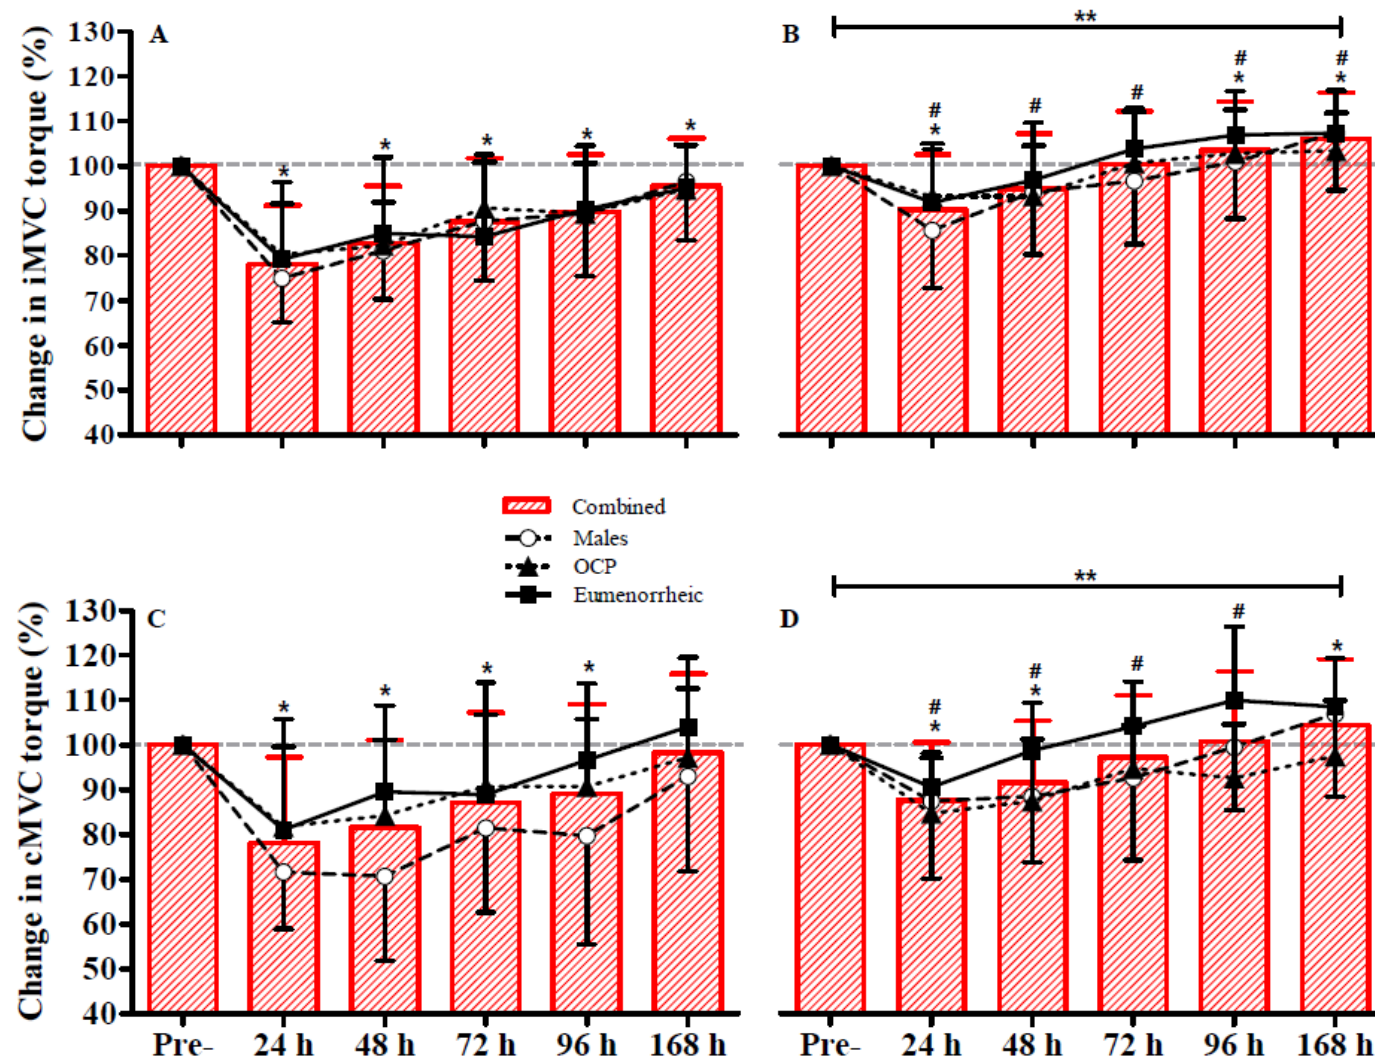 A
B
**
Change in iMVC torque (%)
130
120
110
100
90
80
70
60
50
40
* * * * *
# # # # #
* * *
Combined
Males
OCP
Eumenorrheic
C
D
**
Change in cMVC torque (%)
130
120
110
100
90
80
70
60
50
40
* * * *
# # # #
* * *
Pre- 24 h 48 h 72 h 96 h 168 h
Pre- 24 h 48 h 72 h 96 h 168 h